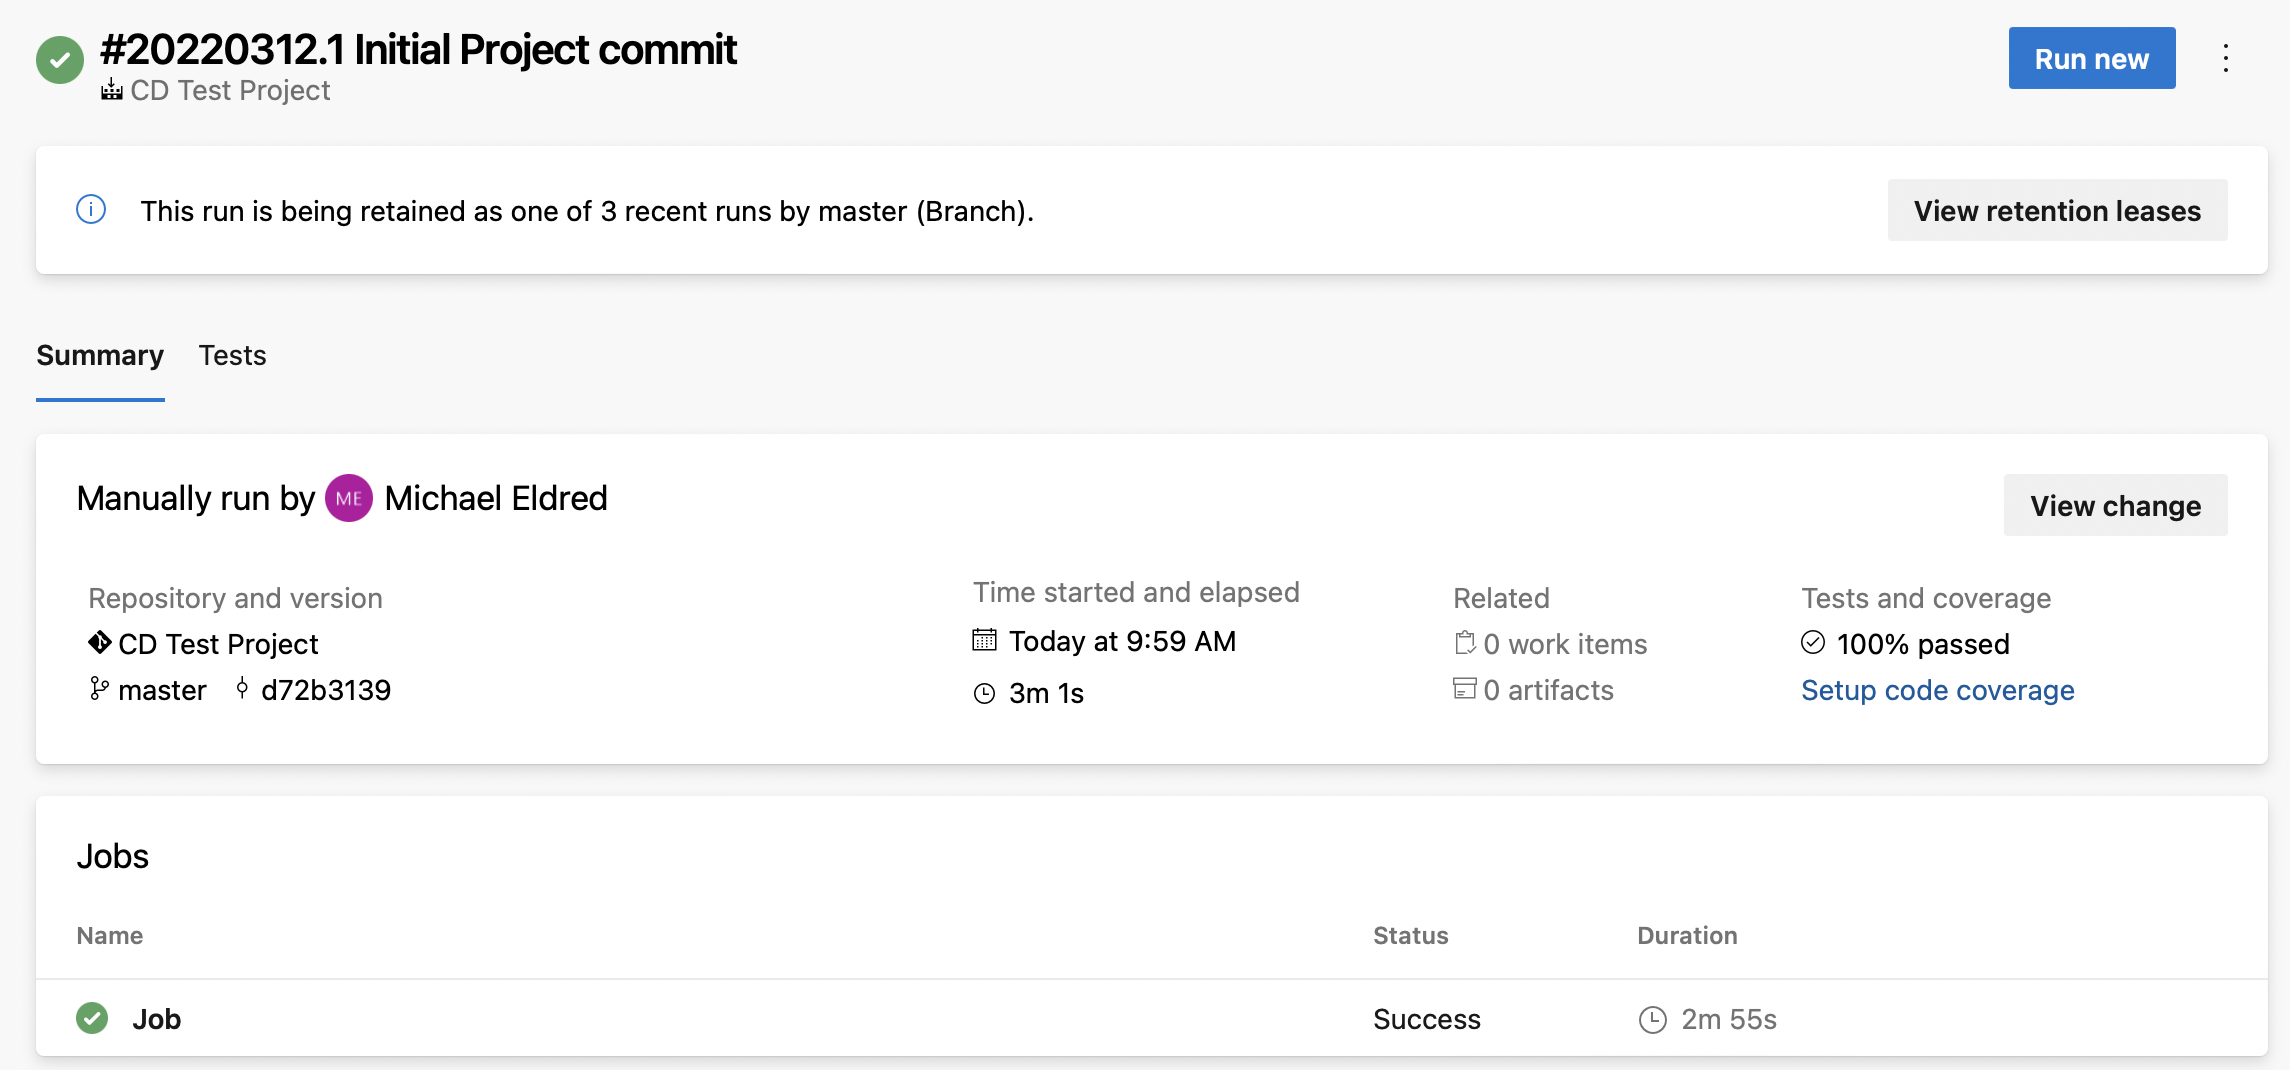 #20220312.1 Initial Project commit
CD Test Project
Run new
This run is being retained as one of 3 recent runs by master (Branch).
View retention leases
Summary
Tests
Manually run by ME Michael Eldred
View change
Repository and version
CD Test Project
master d72b3139
Time started and elapsed
Today at 9:59 AM
3m 1s
Related
0 work items
0 artifacts
Tests and coverage
100% passed
Setup code coverage
Jobs
Name Status Duration
Job Success 2m 55s